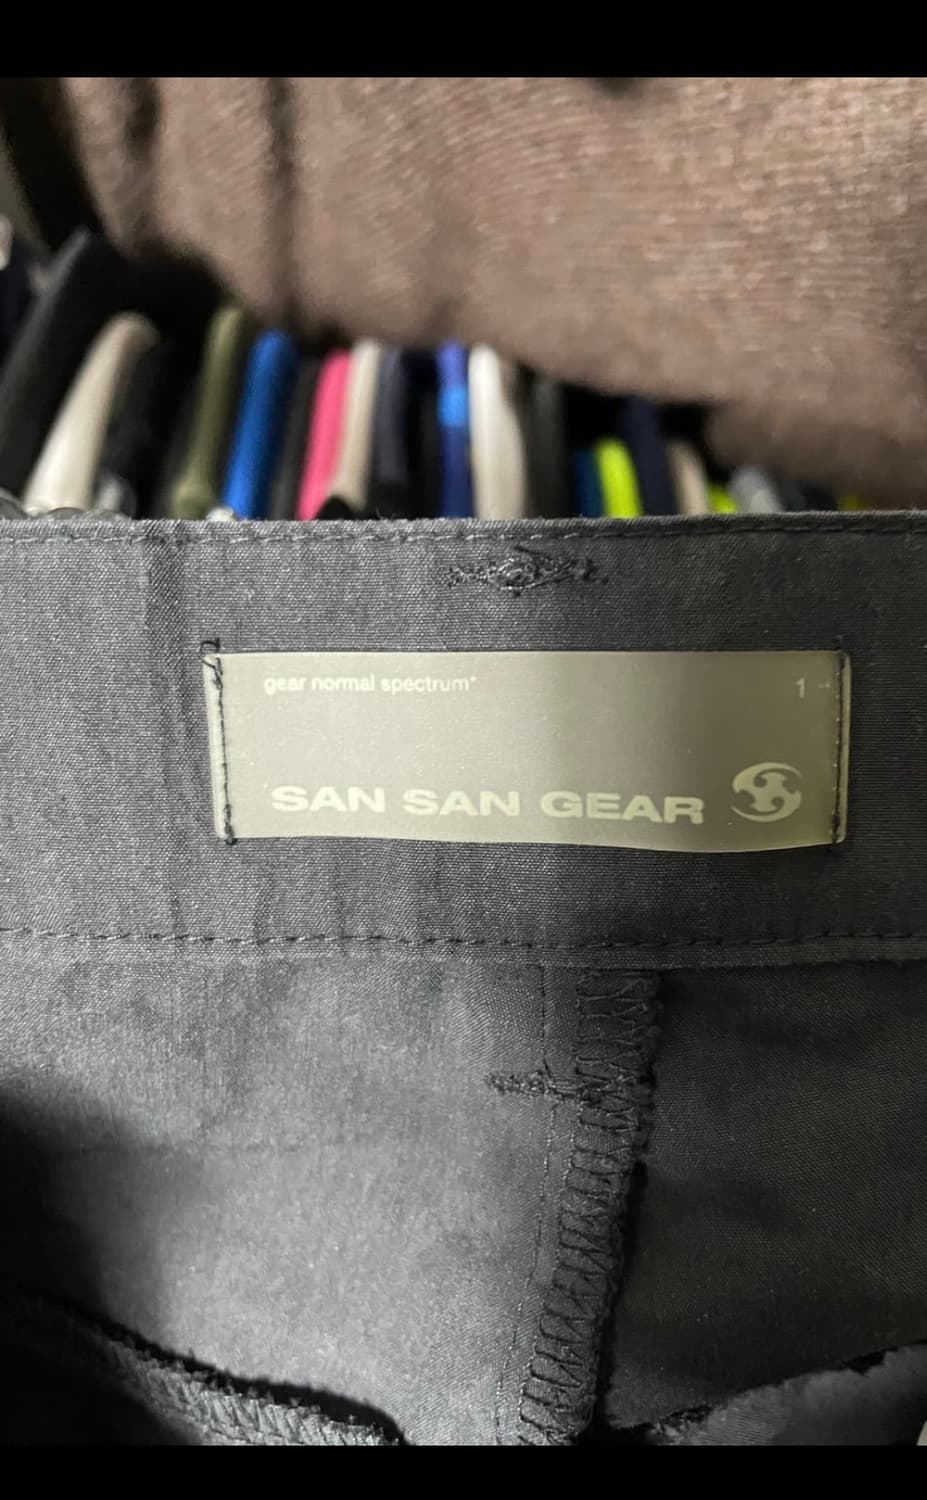 gear normal spectrum*
1
SAN SAN GEAR